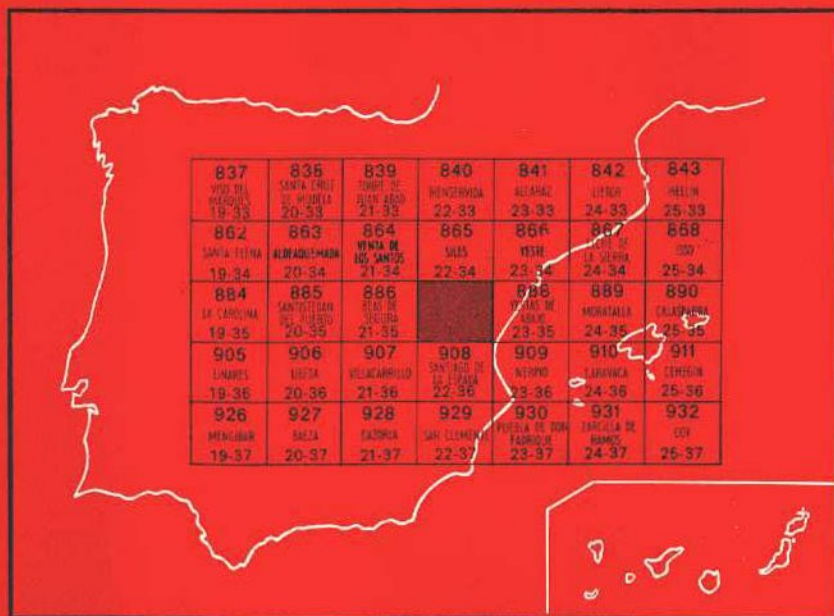 837
VISO DEL
MARQUES
19-33
838
SANTA CRUZ
DE MUDELA
20-33
839
TORRE DE
JUAN ABAD
21-33
840
BIENSERVIDA
22-33
841
ALCARAZ
23-33
842
LIETOR
24-33
843
HELLIN
25-33
862
SANTA ELENA
19-34
863
ALDEAQUEMADA
20-34
864
VENTA DE
LOS SANTOS
21-34
865
SILES
22-34
866
YESTE
23-34
867
ELCHE DE
LA SIERRA
24-34
868
ISSO
25-34
884
LA CAROLINA
19-35
885
SANTISTEBAN
DEL PUERTO
20-35
886
BEAS DE
SEGURA
21-35
888
YETAS DE
ABAJO
23-35
889
MORATALLA
24-35
890
CALASPARRA
25-35
905
LINARES
19-36
906
UBEDA
20-36
907
VILLACARRILLO
21-36
908
SANTIAGO DE
LA ESPADA
22-36
909
NERPIO
23-36
910
CARAVACA
24-36
911
CEHEGIN
25-36
926
MENGIBAR
19-37
927
BAEZA
20-37
928
CAZORLA
21-37
929
SAN CLEMENTE
22-37
930
PUEBLA DE DON
FADRIQUE
23-37
931
ZARCILLA DE
RAMOS
24-37
932
COY
25-37